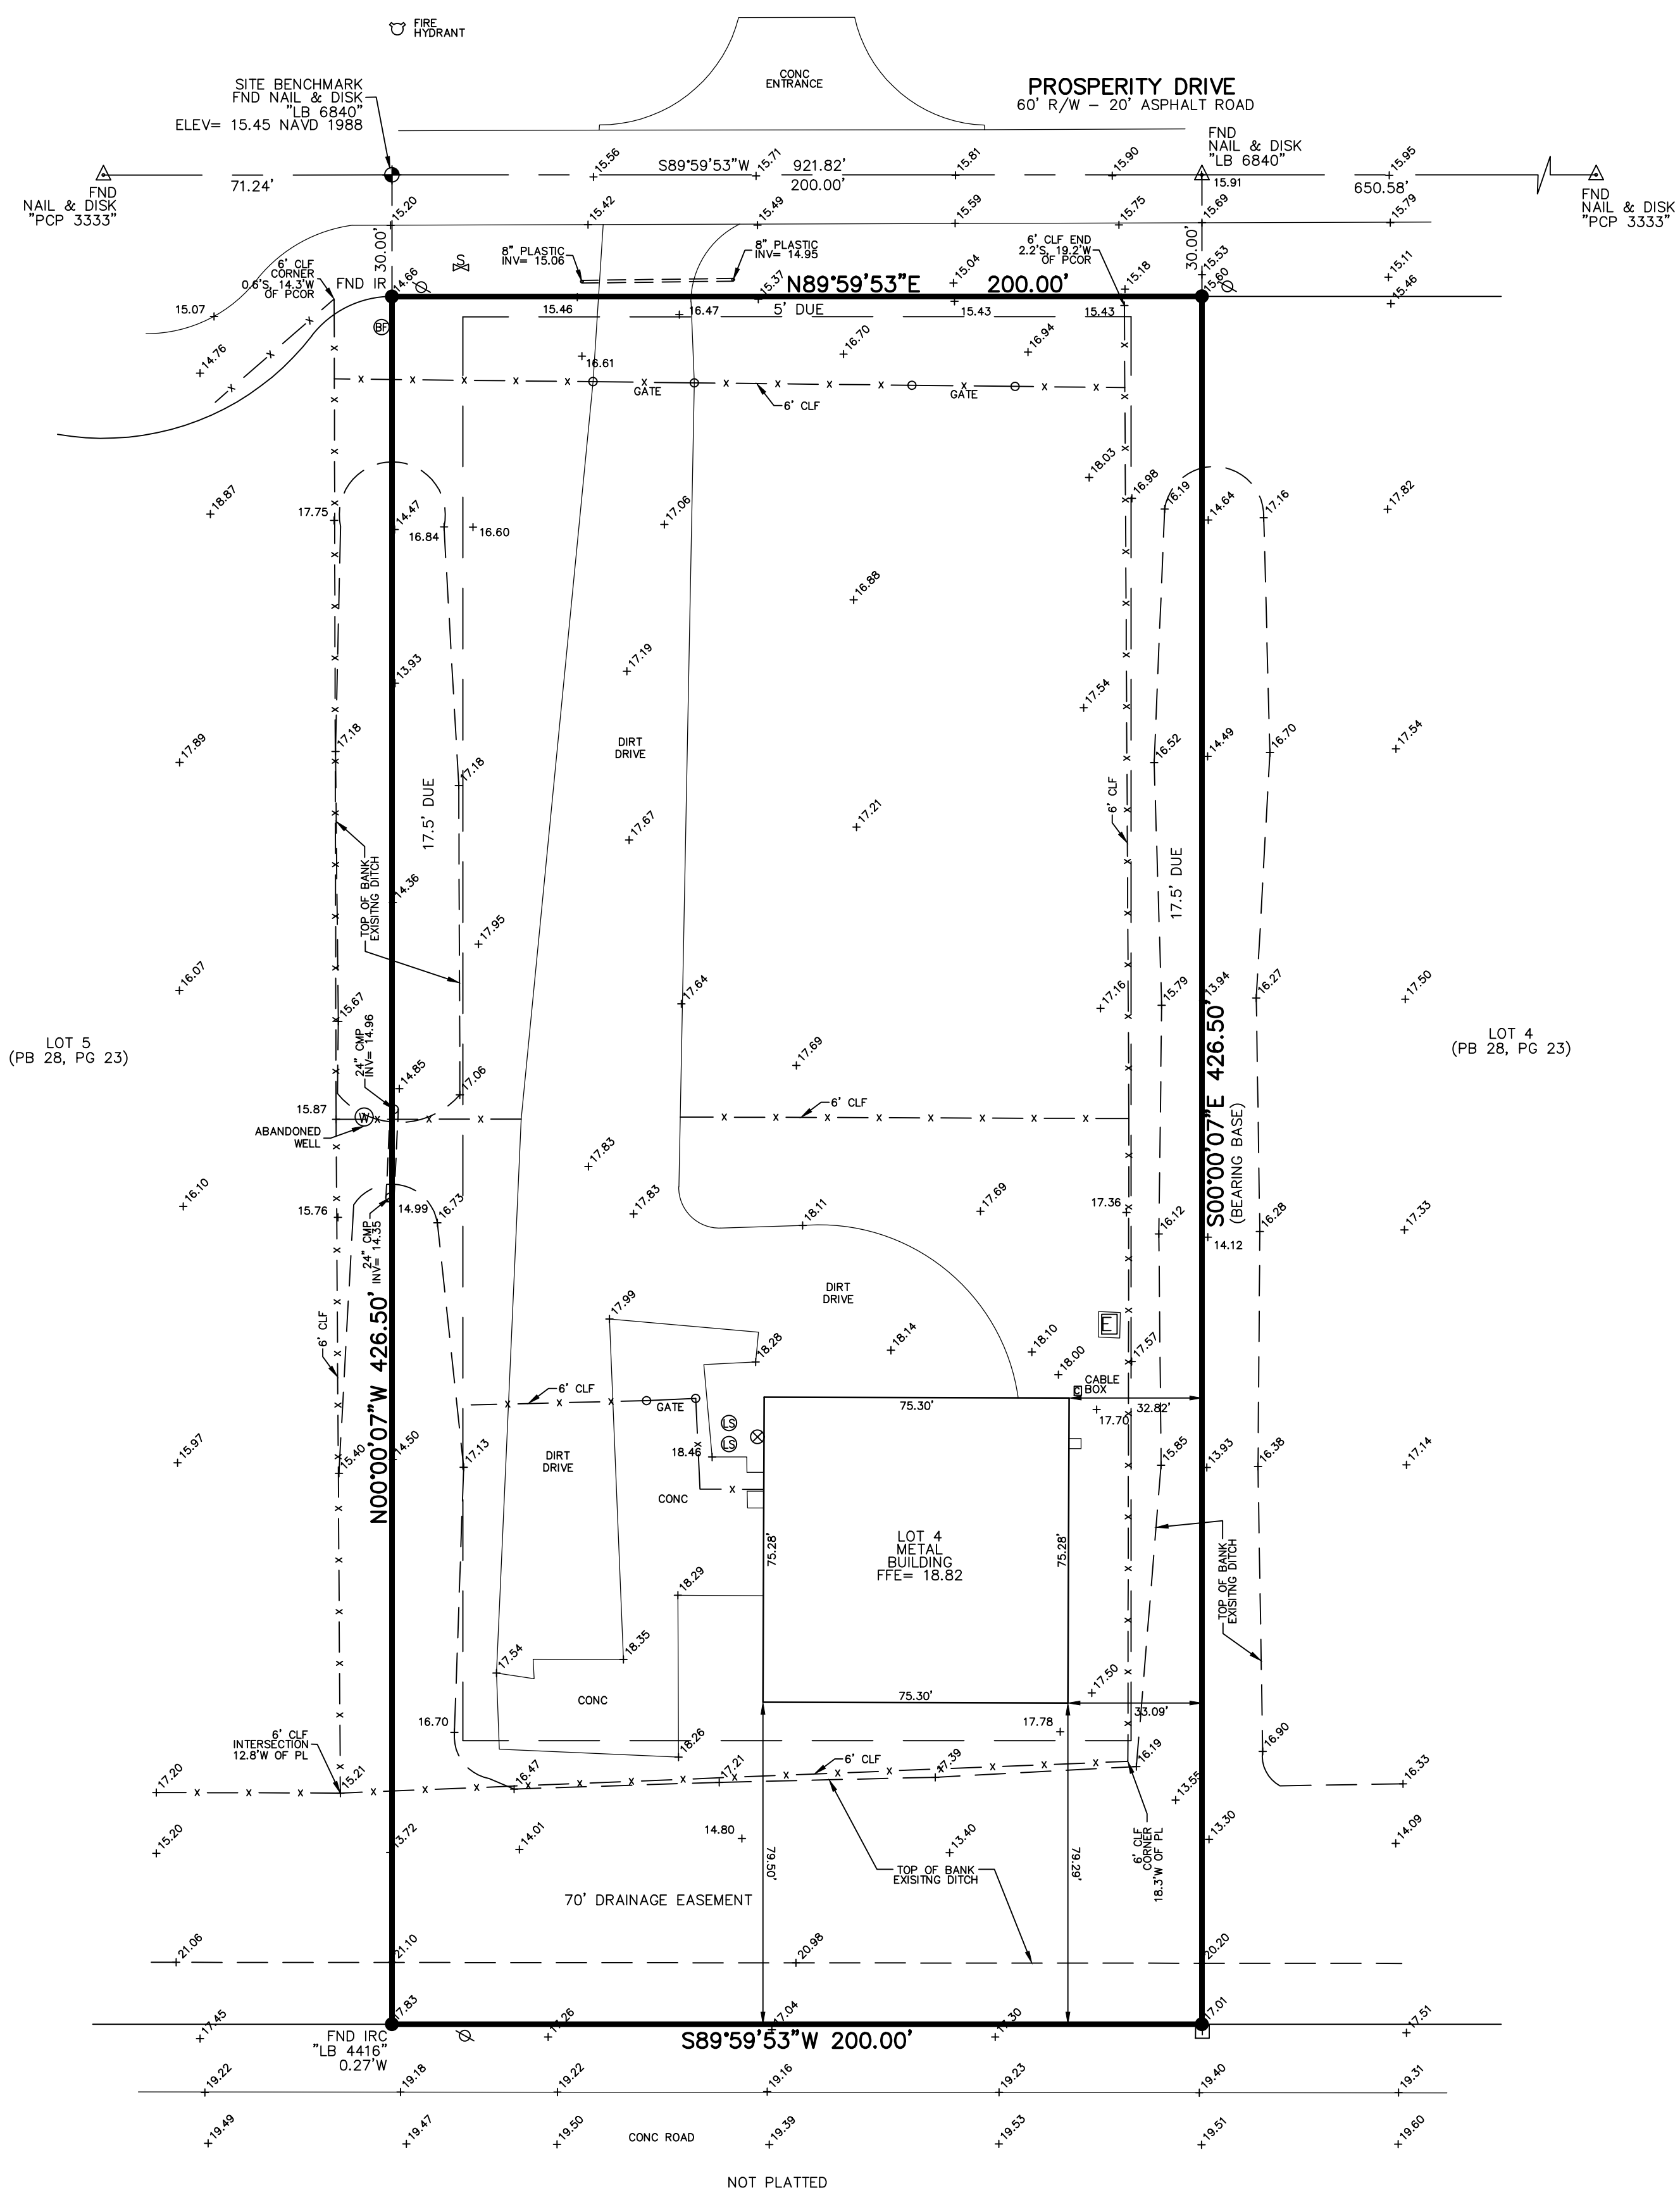 FIRE
HYDRANT
CONC
ENTRANCE
SITE BENCHMARK
FND NAIL & DISK
"LB 6840"
ELEV= 15.45 NAVD 1988
PROSPERITY DRIVE
60' R/W - 20' ASPHALT ROAD
FND
NAIL & DISK
"LB 6840"
15.56
S89°59'53"W
15.71
921.82'
15.81
15.90
15.95
71.24'
200.00'
15.91
650.58'
FND
NAIL & DISK
"PCP 3333"
FND
NAIL & DISK
"PCP 3333"
15.20
15.42
15.49
15.59
15.75
15.69
15.79
30.00'
30.00'
8" PLASTIC
INV= 15.06
8" PLASTIC
INV= 14.95
6' CLF END
2.2'S, 19.2'W
OF PCOR
6' CLF
CORNER
0.6'S, 14.3'W
OF PCOR
FND IR
14.66
S
15.37
15.04
15.18
15.53
15.60
15.11
15.46
N89°59'53"E
200.00'
15.07
BF
15.46
16.47
5' DUE
15.43
15.43
14.76
16.61
16.70
16.94
GATE
6' CLF
GATE
18.87
17.75
14.47
16.84
16.60
17.06
18.03
16.98
16.19
14.64
17.16
17.82
16.88
13.93
17.19
17.54
17.89
17.18
17.18
DIRT
DRIVE
16.52
14.49
16.70
17.54
17.5' DUE
17.67
17.21
6' CLF
17.5' DUE
TOP OF BANK
EXISITNG DITCH
14.36
17.95
16.07
15.67
17.64
17.16
15.79
13.94
16.27
17.50
LOT 5
(PB 28, PG 23)
24" CMP
INV= 14.96
14.85
17.06
17.69
LOT 4
(PB 28, PG 23)
S00°00'07"E 426.50'
(BEARING BASE)
15.87
W
ABANDONED
WELL
6' CLF
17.83
16.10
15.76
14.99
16.73
17.83
18.11
17.69
17.36
16.12
14.12
16.28
17.33
24" CMP
INV= 14.35
N00°00'07"W 426.50'
6' CLF
DIRT
DRIVE
17.99
18.28
18.14
18.10
18.00
E
17.57
C
CABLE
BOX
6' CLF
GATE
75.30'
32.82'
17.70
LS
LS
18.46
15.97
15.40
14.50
17.13
DIRT
DRIVE
CONC
15.85
13.93
16.38
17.14
75.28'
LOT 4
METAL
BUILDING
FFE= 18.82
75.28'
TOP OF BANK
EXISITNG DITCH
18.29
17.54
18.35
CONC
75.30'
17.50
33.09'
16.70
17.78
6' CLF
INTERSECTION
12.8'W OF PL
18.26
16.90
17.20
15.21
16.47
17.21
6' CLF
17.39
16.19
13.55
16.33
15.20
13.72
14.01
14.80
79.50'
13.40
79.29'
6' CLF
CORNER
18.3'W OF PL
13.30
14.09
TOP OF BANK
EXISITNG DITCH
70' DRAINAGE EASEMENT
21.06
21.10
20.98
20.20
17.45
17.83
17.26
17.04
17.30
17.01
17.51
FND IRC
"LB 4416"
0.27'W
S89°59'53"W 200.00'
19.22
19.18
19.22
19.16
19.23
19.40
19.31
19.49
19.47
19.50
19.39
19.53
19.51
19.60
CONC ROAD
NOT PLATTED